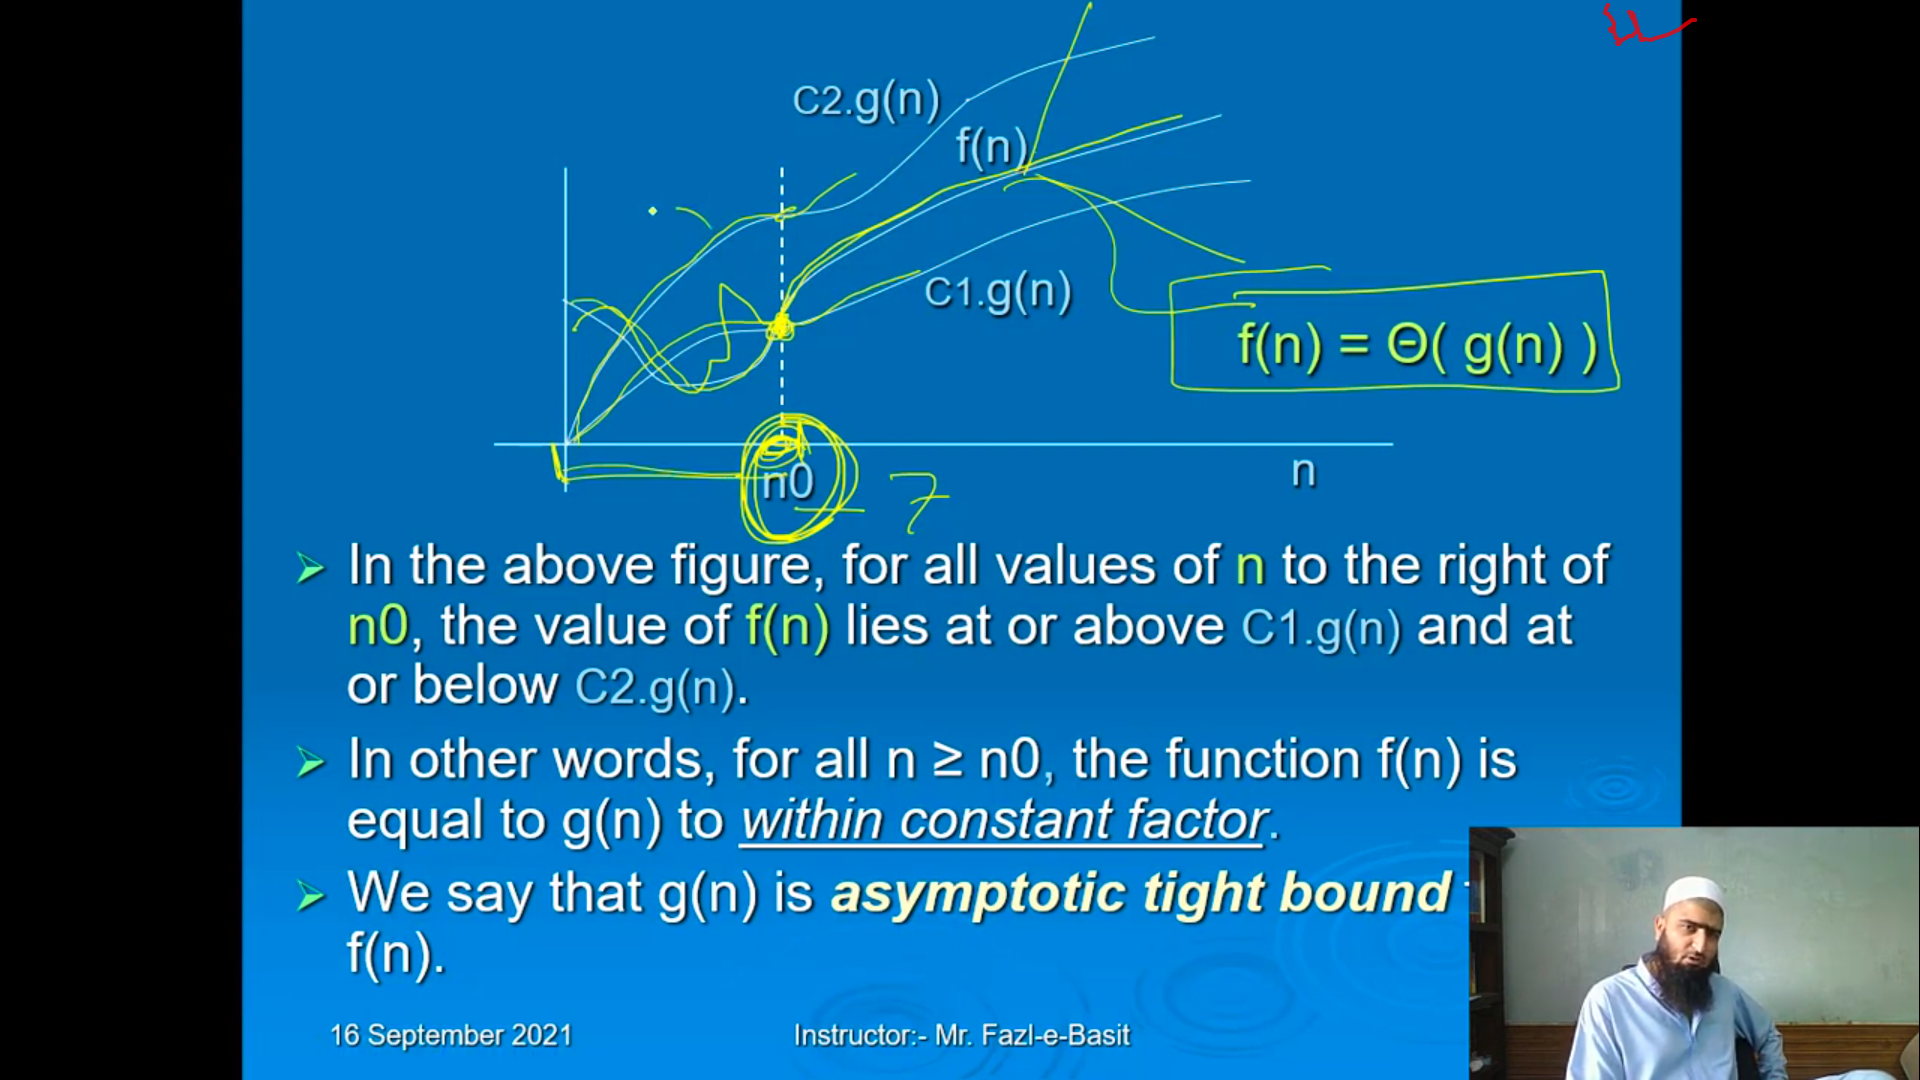 C2.g(n)
f(n)
C1.g(n)
f(n) = Θ( g(n) )
n0
7
n
➢ In the above figure, for all values of n to the right of
n0, the value of f(n) lies at or above C1.g(n) and at
or below C2.g(n).
➢ In other words, for all n ≥ n0, the function f(n) is
equal to g(n) to within constant factor.
➢ We say that g(n) is asymptotic tight bound
f(n).
16 September 2021
Instructor:- Mr. Fazl-e-Basit